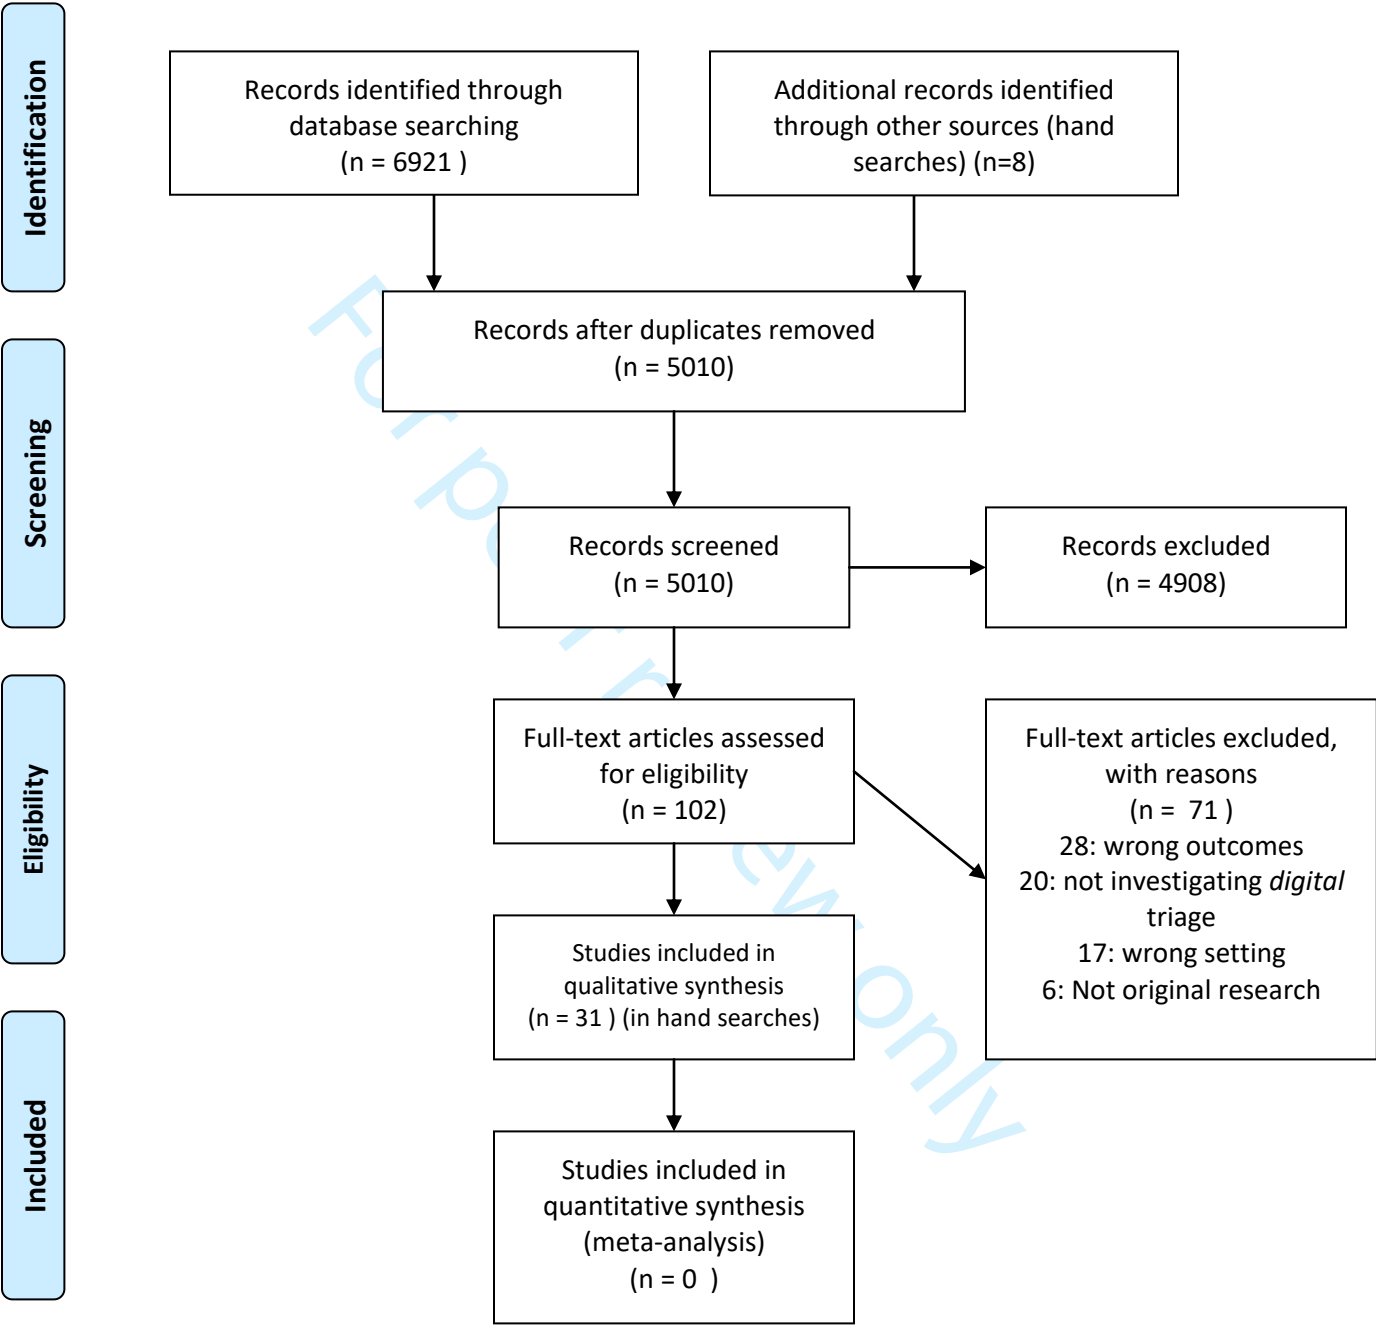 Identification
Records identified through
database searching
(n = 6921 )
Additional records identified
through other sources (hand
searches) (n=8)
Records after duplicates removed
(n = 5010)
Screening
Records screened
(n = 5010)
Records excluded
(n = 4908)
Eligibility
Full-text articles assessed
for eligibility
(n = 102)
Full-text articles excluded,
with reasons
(n = 71 )
28: wrong outcomes
20: not investigating digital
triage
17: wrong setting
6: Not original research
Studies included in
qualitative synthesis
(n = 31 ) (in hand searches)
Included
Studies included in
quantitative synthesis
(meta-analysis)
(n = 0 )
For peer review only